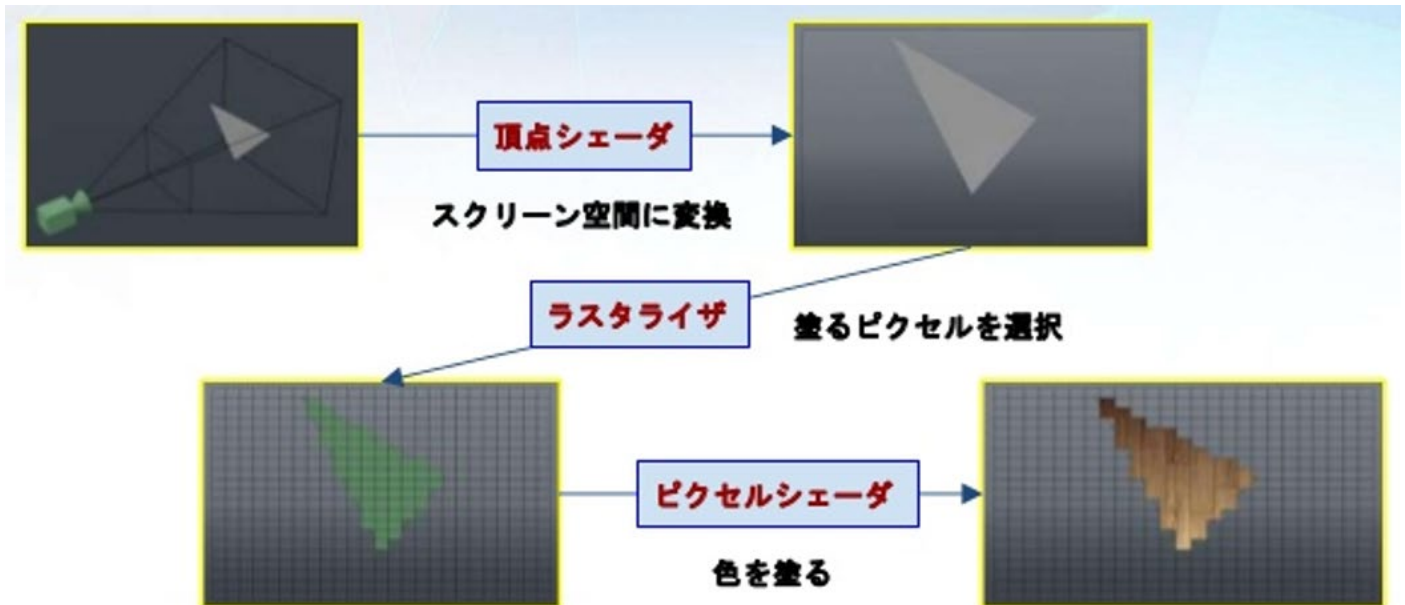 頂点シェーダ
スクリーン空間に変換
ラスタライザ
塗るピクセルを選択
ピクセルシェーダ
色を塗る